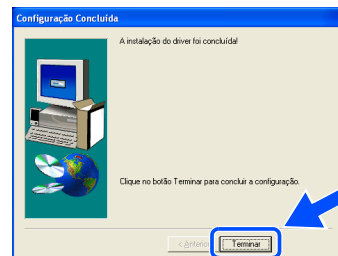 Configuração Concluída
A instalação do driver foi concluída!
Clique no botão Terminar para concluir a configuração.
< Anterior
Terminar